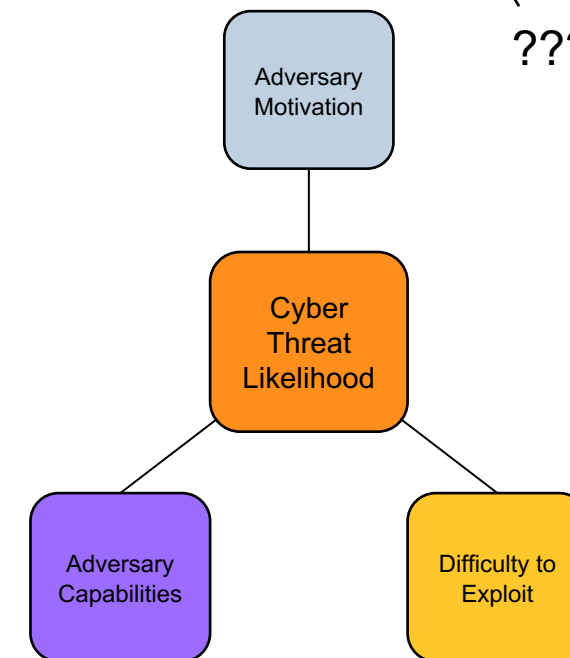 ???
Adversary
Motivation
Cyber
Threat
Likelihood
Adversary
Capabilities
Difficulty to
Exploit